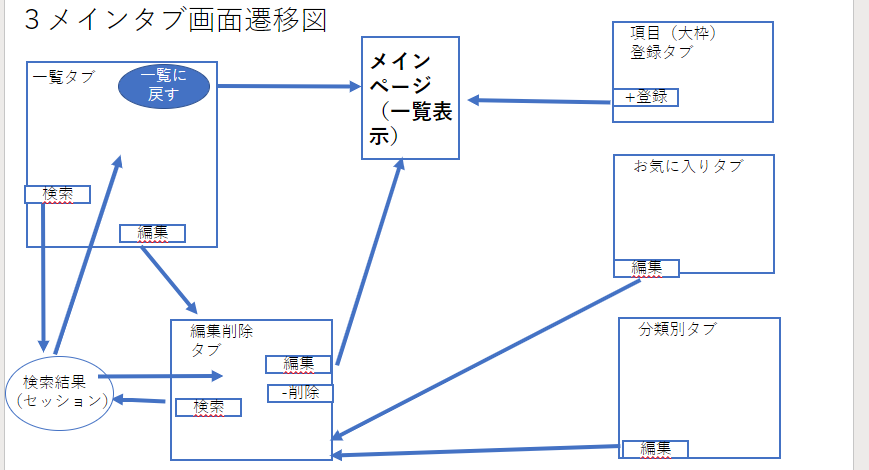 ３メインタブ画面遷移図
一覧タブ
一覧に
戻す
検索
編集
メイン
ページ
（一覧表
示）
項目（大枠）
登録タブ
+登録
お気に入りタブ
編集
分類別タブ
編集
編集削除
タブ
編集
-削除
検索
検索結果
（セッション）